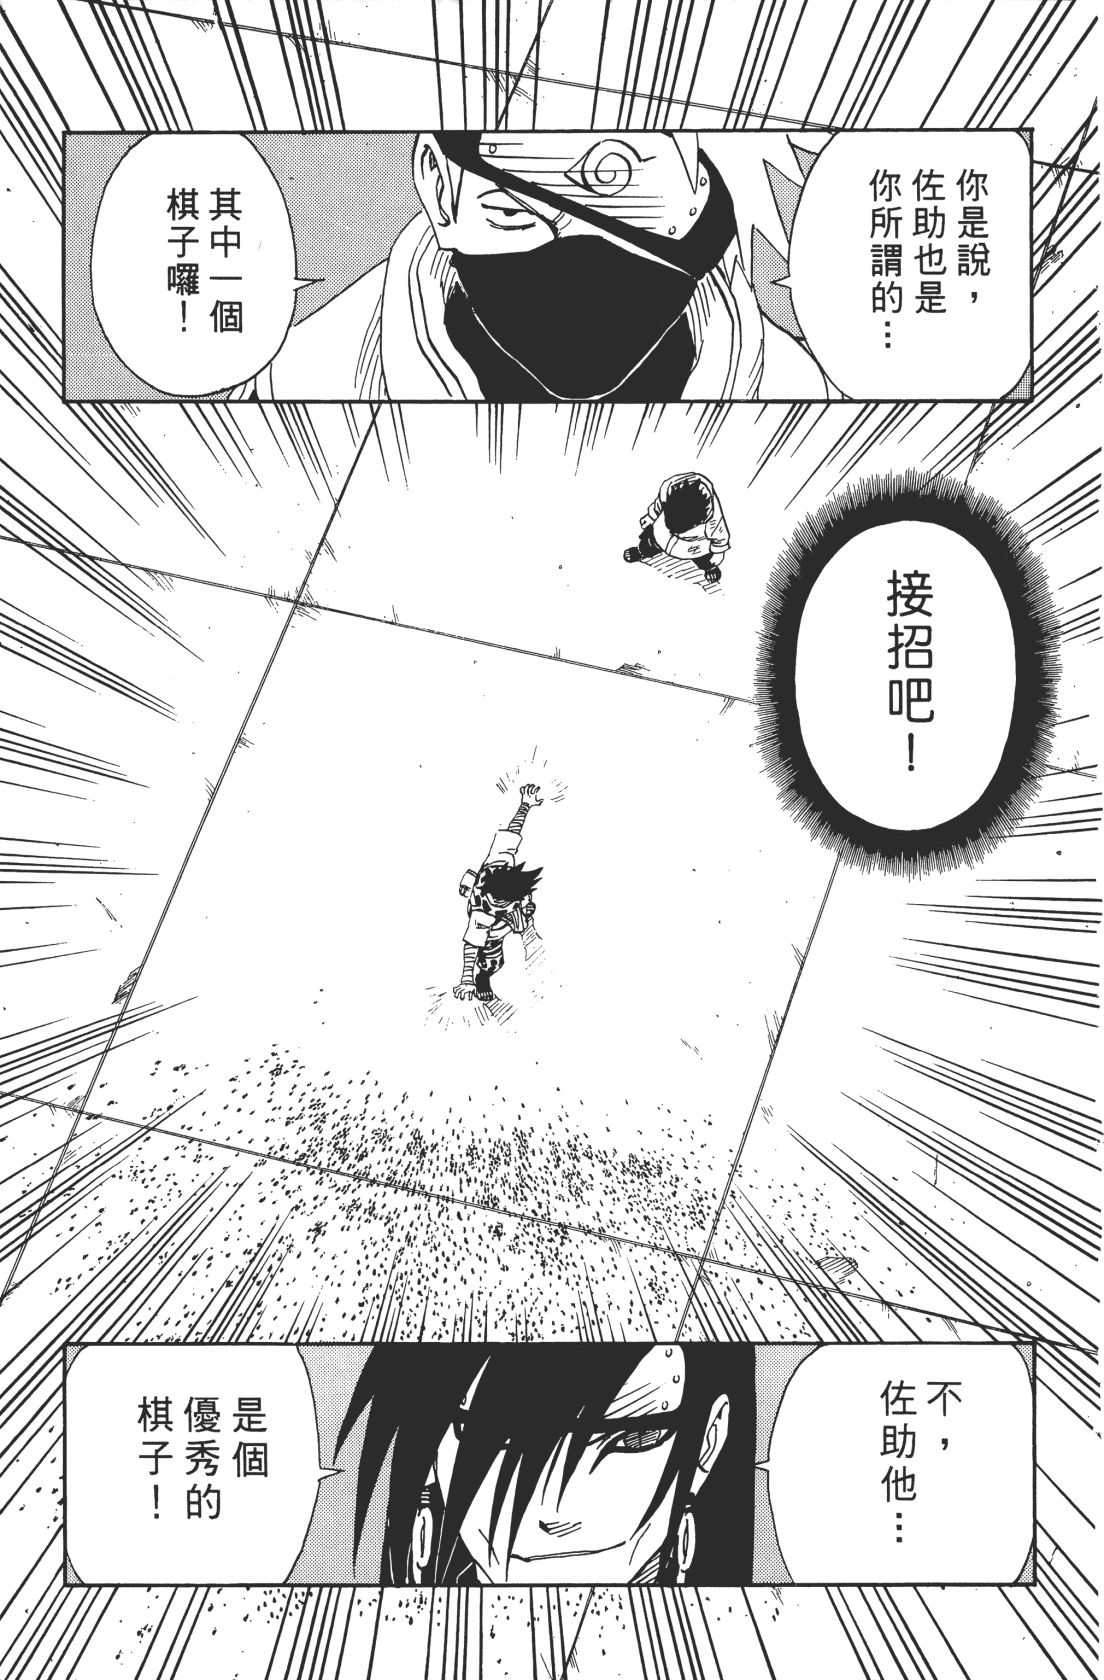 你是說，
佐助也是
你所謂的…
其中一個
棋子囉！
接招吧！
不，
佐助他…
是個
優秀的
棋子！